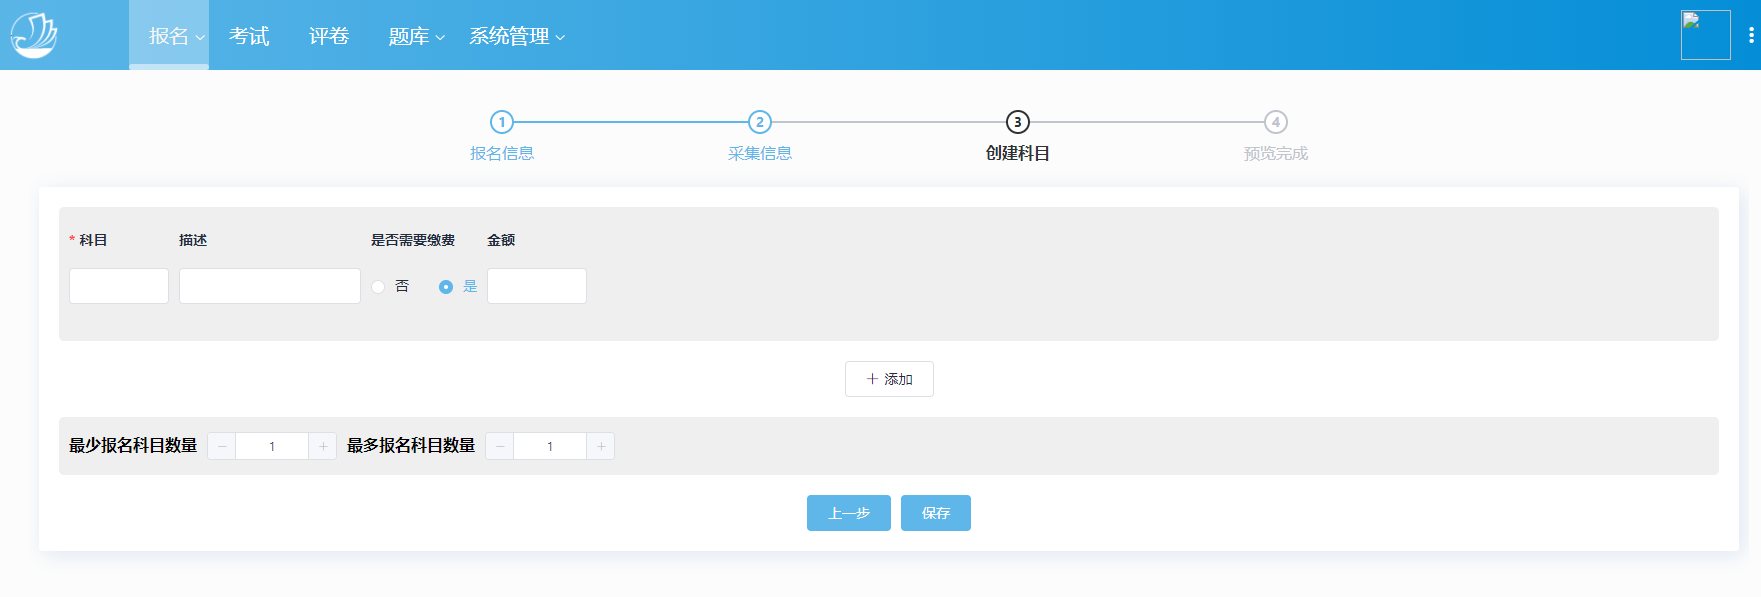 报名 考试 评卷 题库 系统管理
1 2 3 4
报名信息 采集信息 创建科目 预览完成
* 科目 描述 是否需要缴费 金额
否 是
+ 添加
最少报名科目数量 - 1 + 最多报名科目数量 - 1 +
上一步 保存